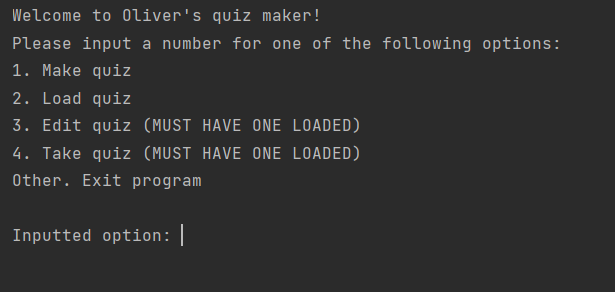 Welcome to Oliver's quiz maker!
Please input a number for one of the following options:
1. Make quiz
2. Load quiz
3. Edit quiz (MUST HAVE ONE LOADED)
4. Take quiz (MUST HAVE ONE LOADED)
Other. Exit program
Inputted option: